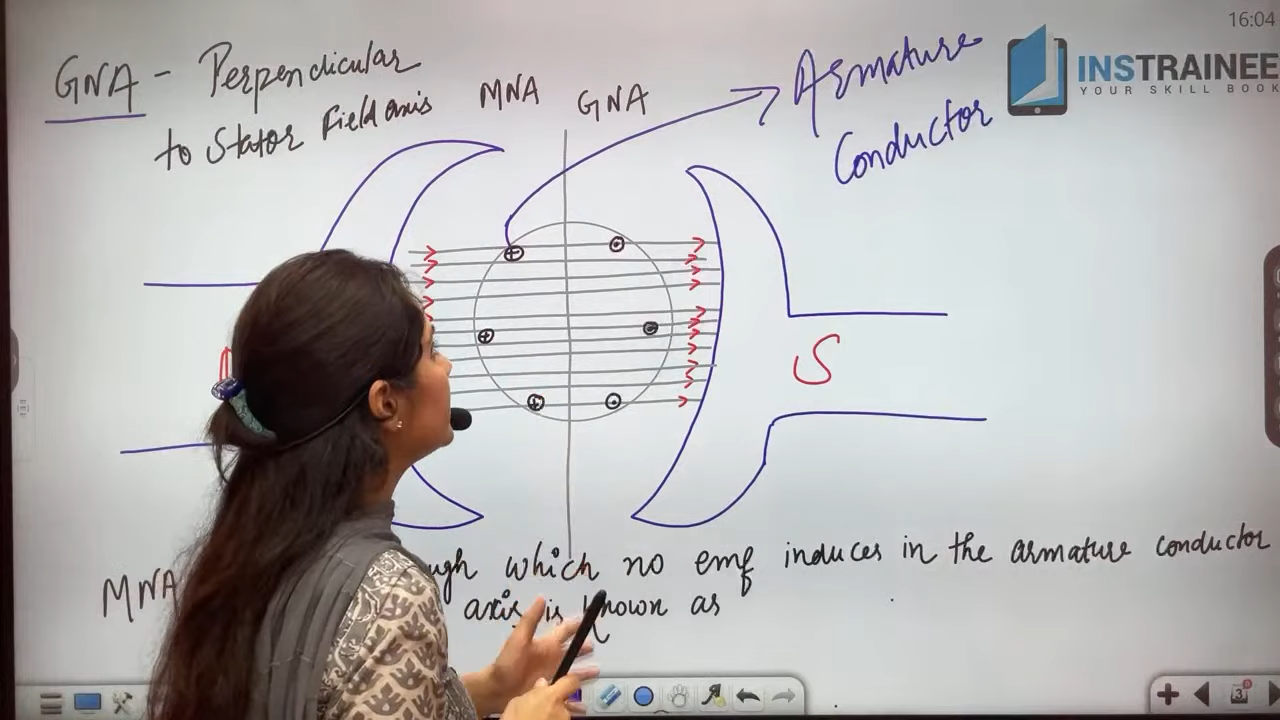 16:04
INSTRAINEE
YOUR SKILL BOOK
GNA - Perpendicular
to Stator Field axis
MNA GNA
Armature
Conductor
S
MNA which no emf induces in the armature conductor
axis is known as
3